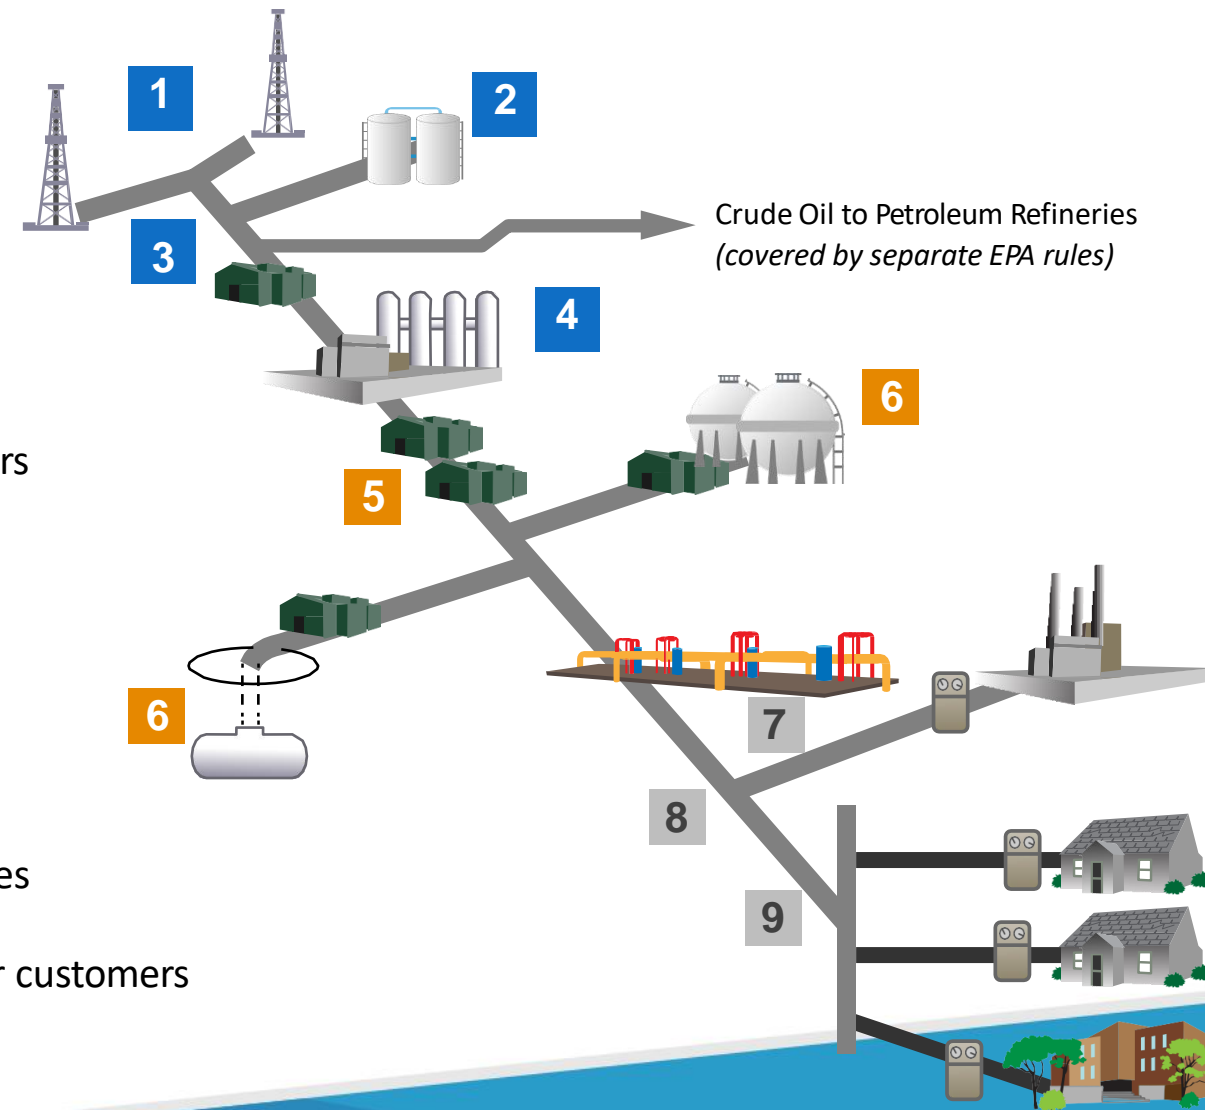 1
2
Crude Oil to Petroleum Refineries
(covered by separate EPA rules)
3
4
6
rs
5
6
7
8
es
9
r customers